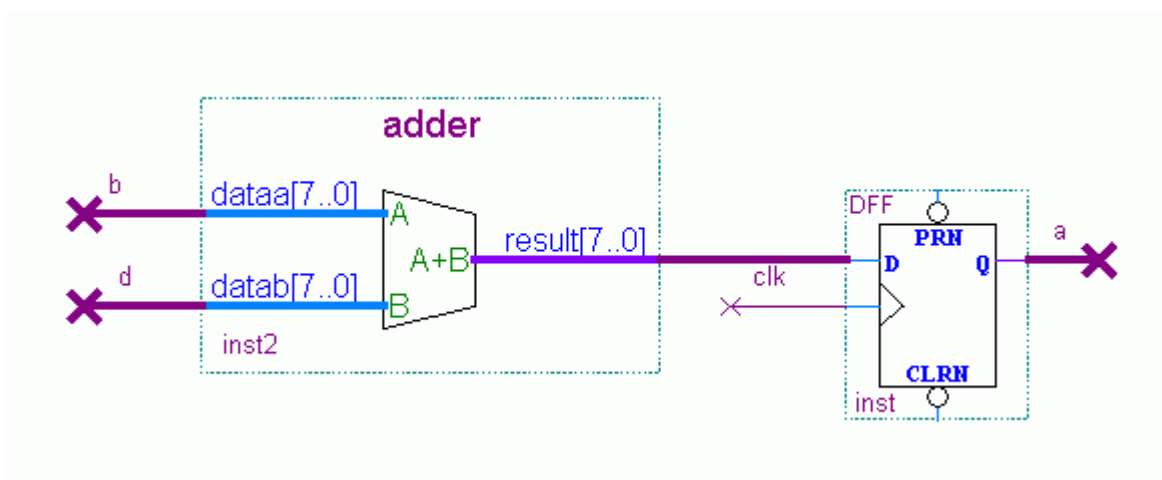 adder
b
dataa[7..0]
A
d
datab[7..0]
B
A+B
result[7..0]
inst2
clk
DFF
PRN
D
Q
CLRN
inst
a